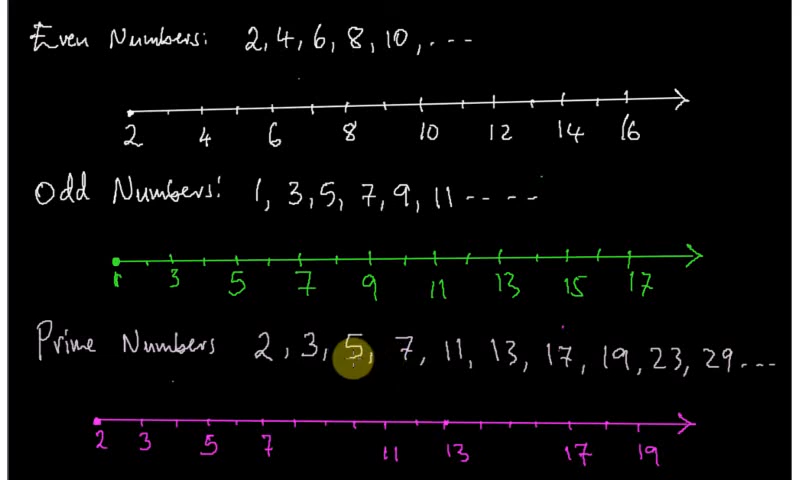 Even Numbers: 2, 4, 6, 8, 10, ....
2 4 6 8 10 12 14 16
Odd Numbers: 1, 3, 5, 7, 9, 11 ----
1 3 5 7 9 11 13 15 17
Prime Numbers 2, 3, 5, 7, 11, 13, 17, 19, 23, 29...
2 3 5 7 11 13 17 19